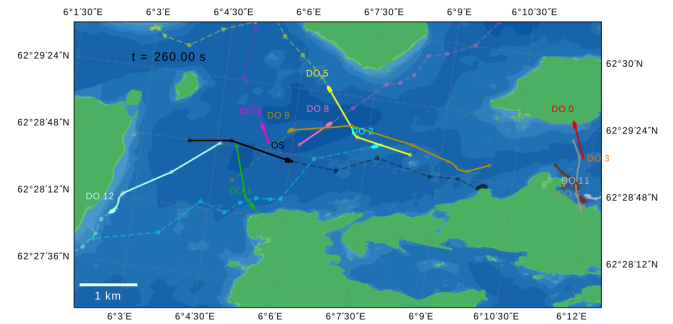 6°1′30″E 6°3′E 6°4′30″E 6°6′E 6°7′30″E 6°9′E 6°10′30″E
62°29′24″N
62°28′48″N
62°28′12″N
62°27′36″N
t = 260.00 s
DO 5
DO 4
DO 9
DO 8
DO 2
OS
DO 12
DO 0
DO 3
DO 11
1 km
62°30′N
62°29′24″N
62°28′48″N
62°28′12″N
6°3′E 6°4′30″E 6°6′E 6°7′30″E 6°9′E 6°10′30″E 6°12′E